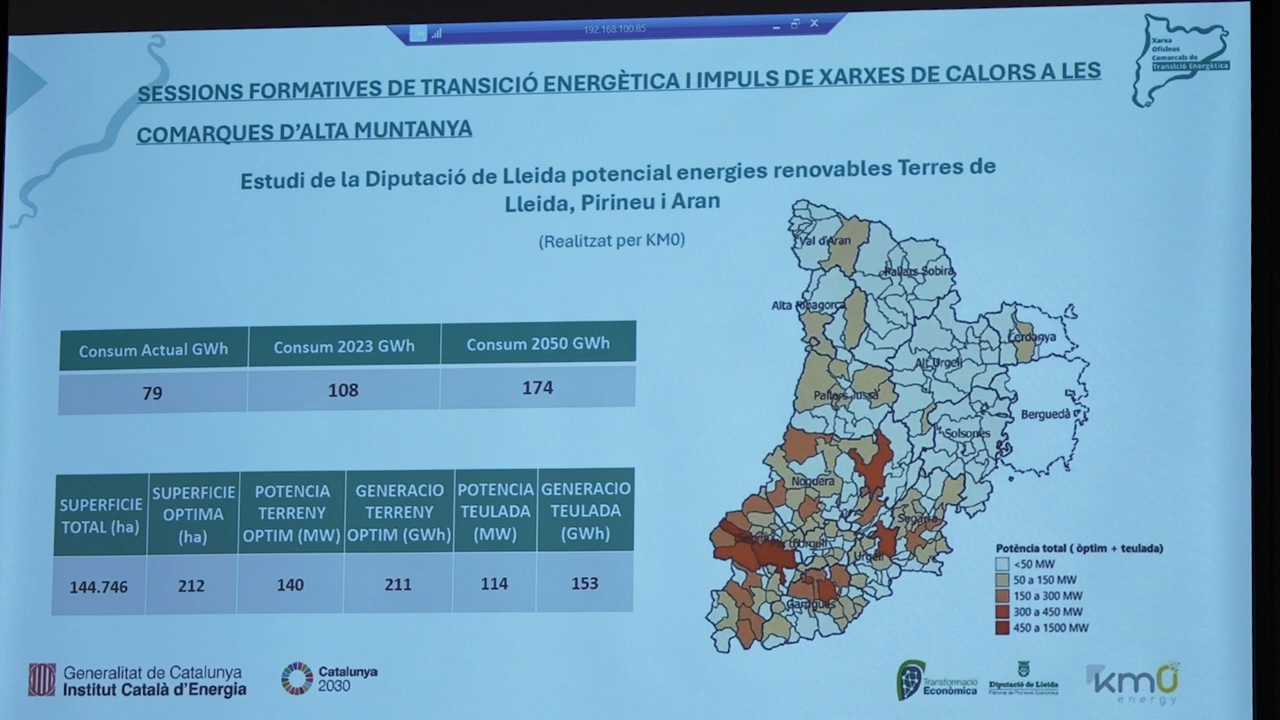 192.168.100.85
Xarxa
Oficines
Comarcals de
Transició Energètica
SESSIONS FORMATIVES DE TRANSICIÓ ENERGÈTICA I IMPULS DE XARXES DE CALORS A LES
COMARQUES D'ALTA MUNTANYA
Estudi de la Diputació de Lleida potencial energies renovables Terres de
Lleida, Pirineu i Aran
(Realitzat per KM0)
Consum Actual GWh Consum 2023 GWh Consum 2050 GWh
79 108 174
SUPERFICIE
TOTAL (ha)
SUPERFICIE
OPTIMA
(ha)
POTENCIA
TERRENY
OPTIM (MW)
GENERACIO
TERRENY
OPTIM (GWh)
POTENCIA
TEULADA
(MW)
GENERACIO
TEULADA
(GWh)
144.746 212 140 211 114 153
Val d'Aran
Pallars Sobirà
Alta Ribagorça
Cerdanya
Alt Urgell
Pallars Jussà
Berguedà
Solsonès
Noguera
Segarra
Urgell
Garrigues
Potència total ( òptim + teulada)
<50 MW
50 a 150 MW
150 a 300 MW
300 a 450 MW
450 a 1500 MW
Generalitat de Catalunya
Institut Català d'Energia
Catalunya
2030
Transformació
Econòmica
Diputació de Lleida
km0
energy